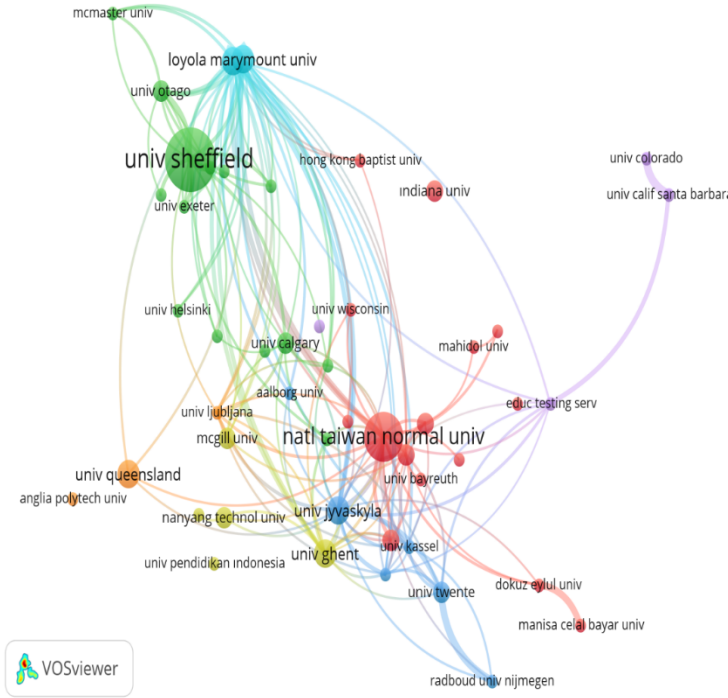 mcmaster univ
loyola marymount univ
univ otago
univ sheffield
hong kong baptist univ
univ colorado
indiana univ
univ calif santa barbara
univ exeter
univ helsinki
univ wisconsin
univ calgary
mahidol univ
aalborg univ
educ testing serv
univ ljubljana
mcgill univ
natl taiwan normal univ
univ queensland
univ bayreuth
anglia polytech univ
nanyang technol univ
univ jyvaskyla
univ kassel
univ ghent
univ pendidikan indonesia
univ twente
dokuz eylul univ
manisa celal bayar univ
radboud univ nijmegen
VOSviewer